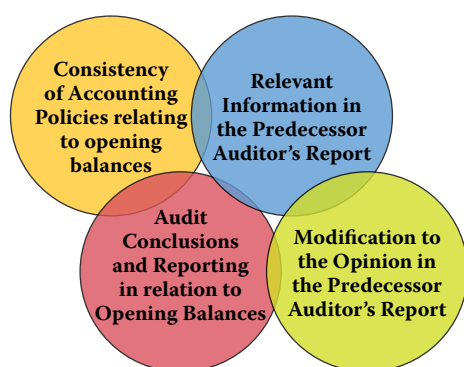 Consistency
of Accounting
Policies relating
to opening
balances
Relevant
Information in
the Predecessor
Auditor's Report
Audit
Conclusions
and Reporting
in relation to
Opening Balances
Modification to
the Opinion in
the Predecessor
Auditor's Report